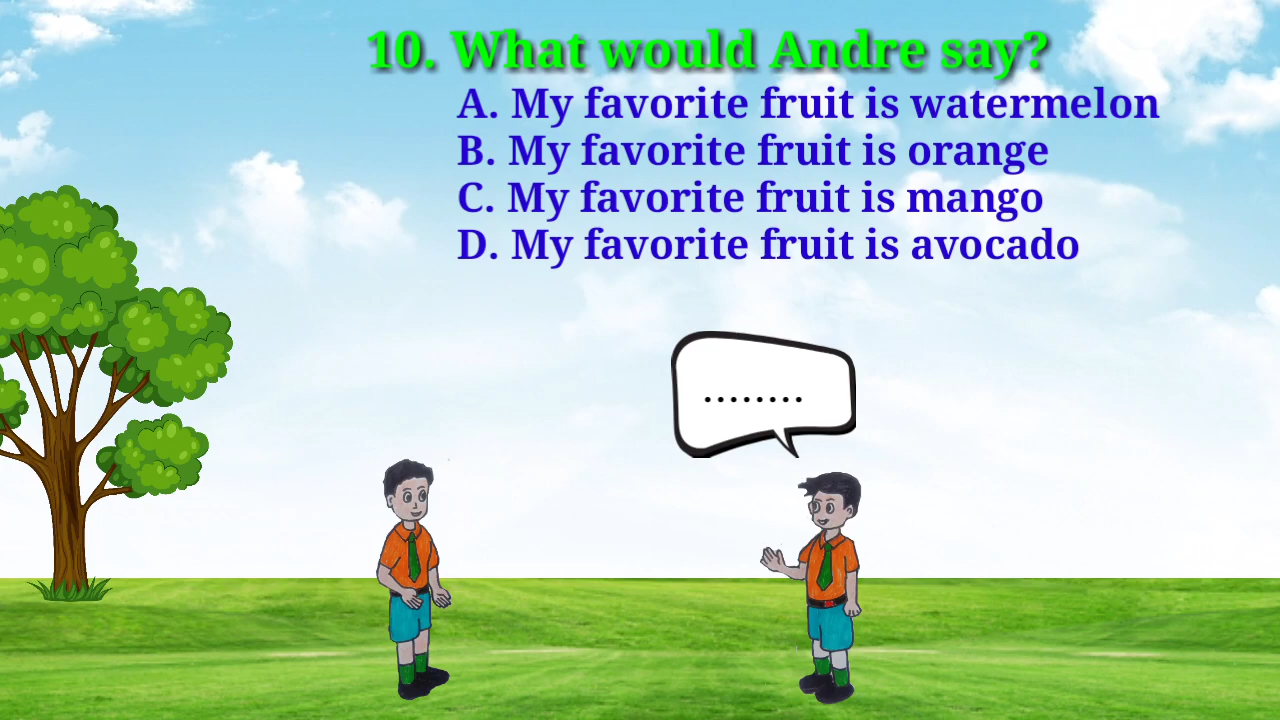 10. What would Andre say?
A. My favorite fruit is watermelon
B. My favorite fruit is orange
C. My favorite fruit is mango
D. My favorite fruit is avocado
........